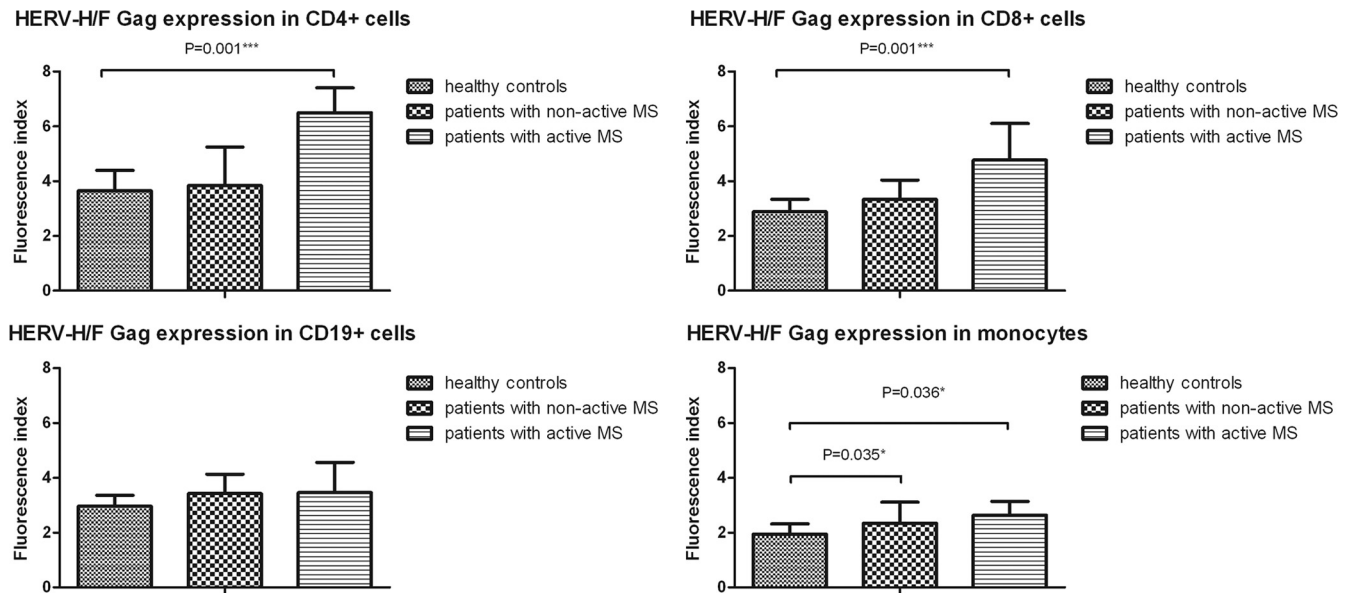 HERV-H/F Gag expression in CD4+ cells
P=0.001***
Fluorescence index
8
6
4
2
0
healthy controls
patients with non-active MS
patients with active MS
HERV-H/F Gag expression in CD8+ cells
P=0.001***
Fluorescence index
8
6
4
2
0
healthy controls
patients with non-active MS
patients with active MS
HERV-H/F Gag expression in CD19+ cells
Fluorescence index
8
6
4
2
0
healthy controls
patients with non-active MS
patients with active MS
HERV-H/F Gag expression in monocytes
P=0.036*
P=0.035*
Fluorescence index
8
6
4
2
0
healthy controls
patients with non-active MS
patients with active MS